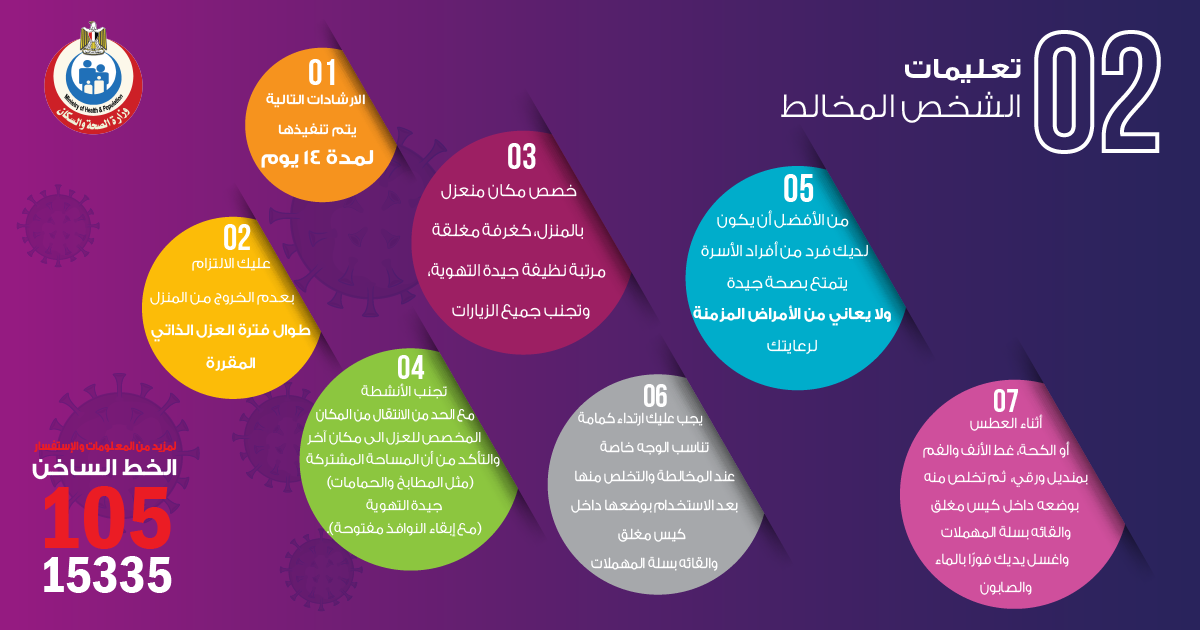 02
تعليمات
الشخص المخالط
Ministry of Health & Population
وزارة الصحة والسكان
01
الارشادات التالية
يتم تنفيذها
لمدة ١٤ يوم
02
عليك الالتزام
بعدم الخروج من المنزل
طوال فترة العزل الذاتي
المقررة
03
خصص مكان منعزل
بالمنزل، كغرفة مغلقة
مرتبة نظيفة جيدة التهوية،
وتجنب جميع الزيارات
04
تجنب الأنشطة
مع الحد من الانتقال من المكان
المخصص للعزل الى مكان آخر
والتأكد من أن المساحة المشتركة
(مثل المطابخ والحمامات)
جيدة التهوية
(مع إبقاء النوافذ مفتوحة).
05
من الأفضل أن يكون
لديك فرد من أفراد الأسرة
يتمتع بصحة جيدة
ولا يعاني من الأمراض المزمنة
لرعايتك
06
يجب عليك ارتداء كمامة
تناسب الوجه خاصة
عند المخالطة والتخلص منها
بعد الاستخدام بوضعها داخل
كيس مغلق
والقائه بسلة المهملات
07
أثناء العطس
أو الكحة، غط الأنف والفم
بمنديل ورقي، ثم تخلص منه
بوضعه داخل كيس مغلق
والقائه بسلة المهملات
واغسل يديك فورًا بالماء
والصابون
لمزيد من المعلومات والإستفسار
الخط الساخن
105
15335